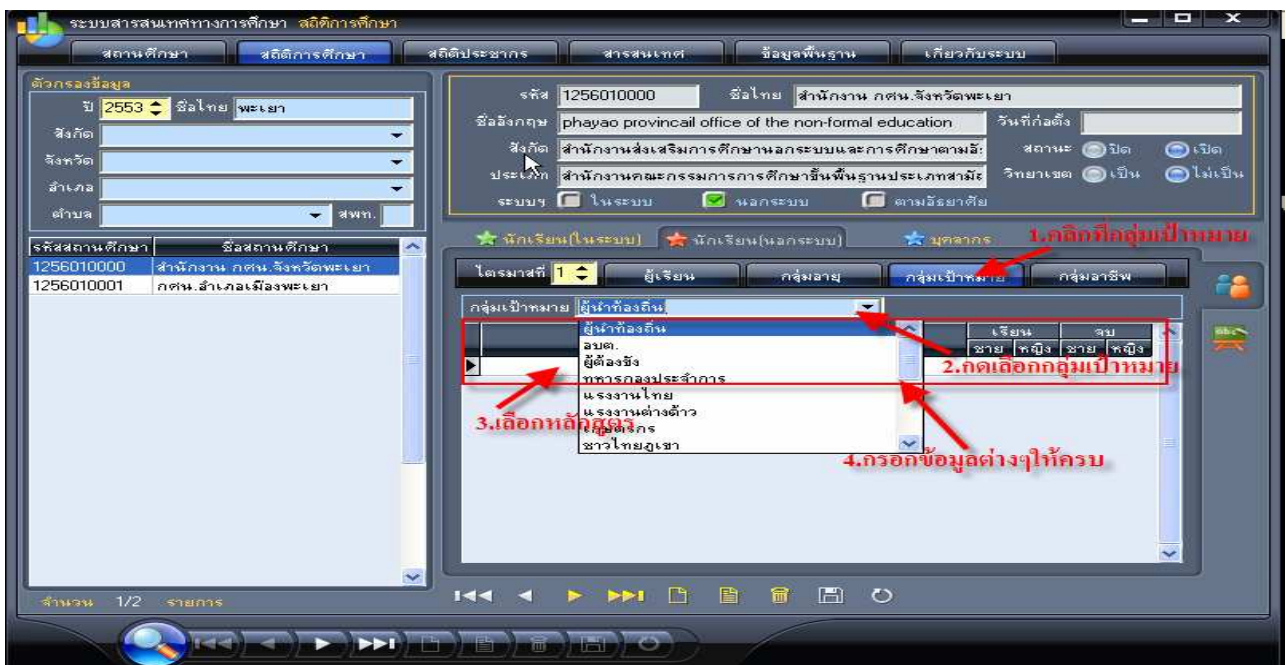 ระบบสารสนเทศทางการศึกษา สถิติการศึกษา
สถานศึกษา สถิติการศึกษา สถิติประชากร สารสนเทศ ข้อมูลพื้นฐาน เกี่ยวกับระบบ
ตัวกรองข้อมูล
ปี 2553 ชื่อไทย พะเยา
สังกัด
จังหวัด
อำเภอ
ตำบล สพท.
รหัสสถานศึกษา ชื่อสถานศึกษา
1256010000 สำนักงาน กศน.จังหวัดพะเยา
1256010001 กศน.อำเภอเมืองพะเยา
จำนวน 1/2 รายการ
รหัส 1256010000 ชื่อไทย สำนักงาน กศน.จังหวัดพะเยา
ชื่ออังกฤษ phayao provincail office of the non-formal education วันที่ก่อตั้ง
สังกัด สำนักงานส่งเสริมการศึกษานอกระบบและการศึกษาตามอั สถานะ ปิด เปิด
ประเภท สำนักงานคณะกรรมการการศึกษาขั้นพื้นฐานประเภทสามั วิทยาเขต เป็น ไม่เป็น
ระบบฯ ในระบบ นอกระบบ ตามอัธยาศัย
นักเรียน(ในระบบ) นักเรียน(นอกระบบ) บุคลากร 1.คลิกที่กลุ่มเป้าหมาย
ไตรมาสที่ 1 ผู้เรียน กลุ่มอายุ กลุ่มเป้าหมาย กลุ่มอาชีพ
กลุ่มเป้าหมาย ผู้นำท้องถิ่น
ผู้นำท้องถิ่น เรียน จบ
อบต. ชาย หญิง ชาย หญิง
ผู้ต้องขัง 2.กดเลือกกลุ่มเป้าหมาย
ทหารกองประจำการ
แรงงานไทย
แรงงานต่างด้าว
3.เลือกหลักสูตร
เกษตรกร
ชาวไทยภูเขา
4.กรอกข้อมูลต่างๆให้ครบ